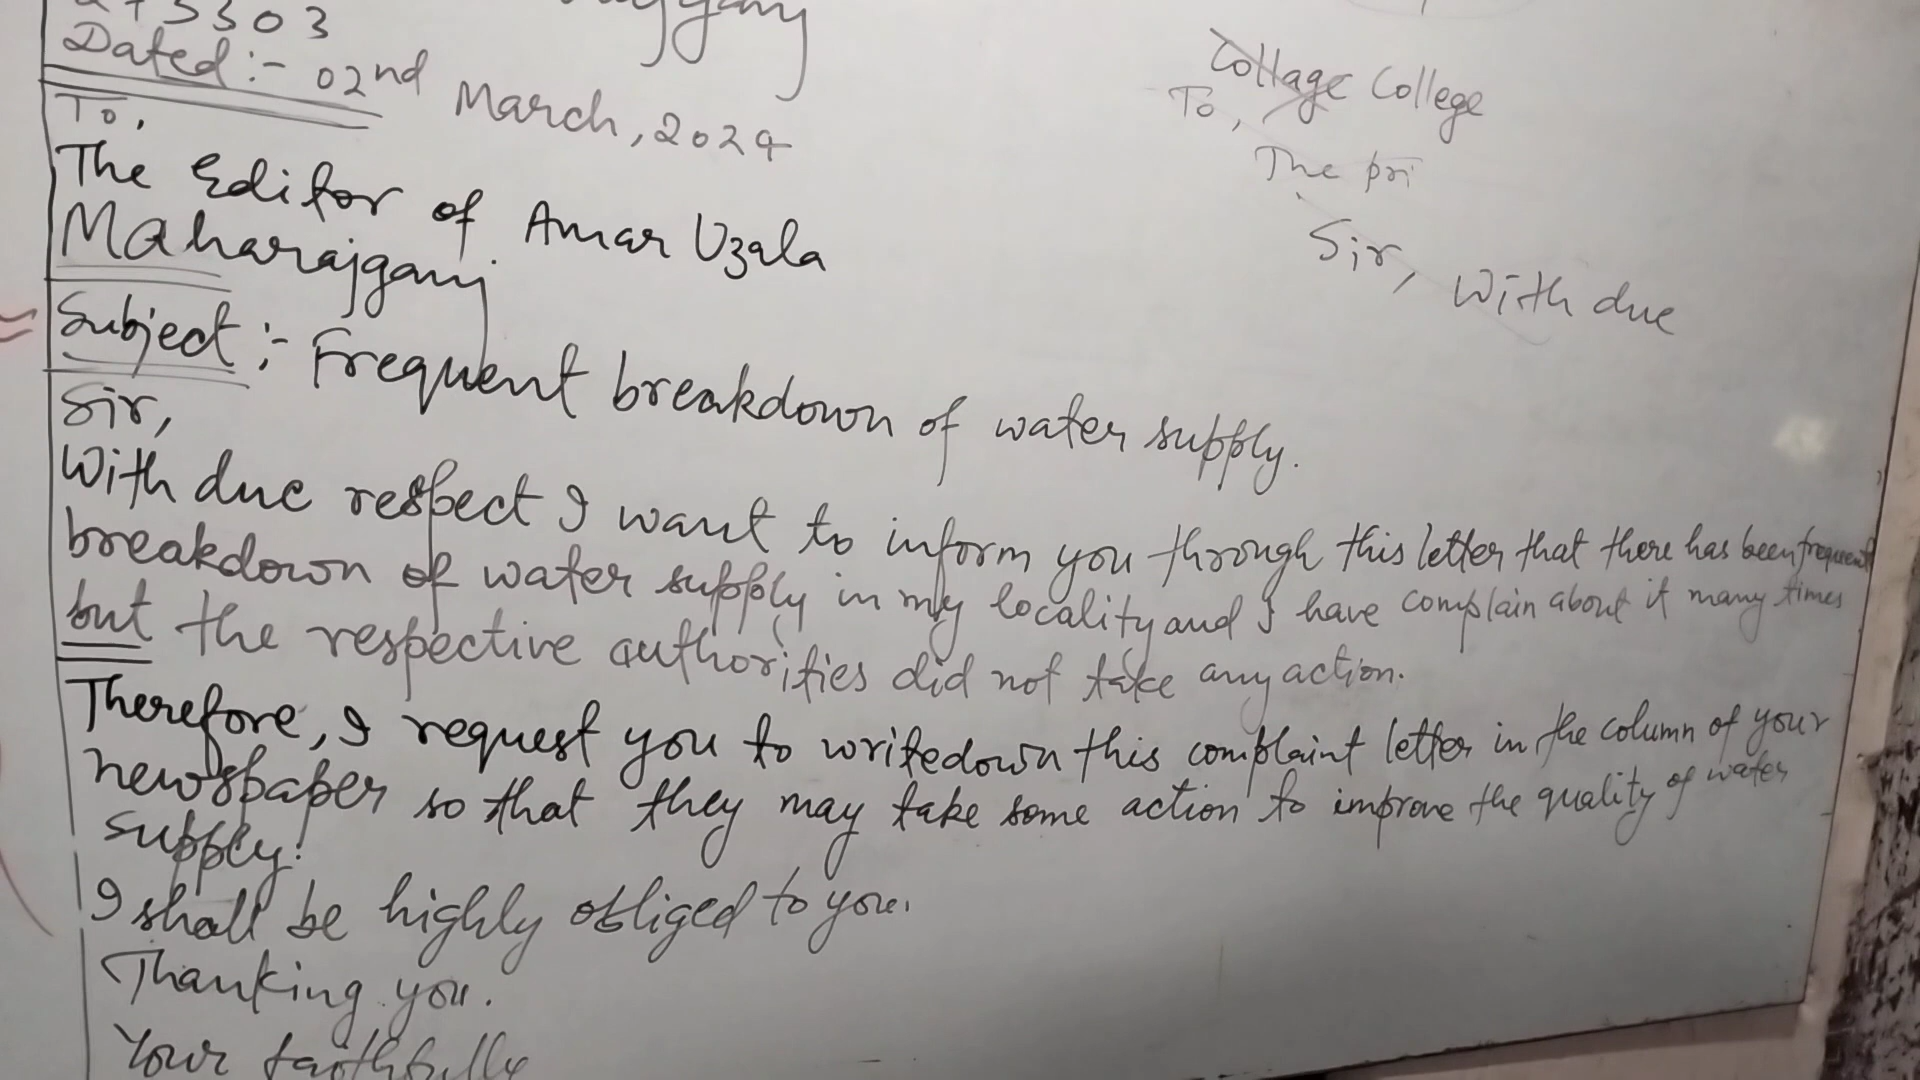 273303
Dated:- 02nd March, 2024
To,
The Editor of Amar Uzala
Maharajganj
Subject:- Frequent breakdown of water supply.
Sir,
With due respect I want to inform you through this letter that there has been frequent
breakdown of water supply in my locality and I have complain about it many times
but the respective authorities did not take any action.
Therefore, I request you to writedown this complaint letter in the column of your
newspaper so that they may take some action to improve the quality of water
supply.
I shall be highly obliged to you.
Thanking you.
Your faithfully
Collage College
To,
The pri
Sir, With due